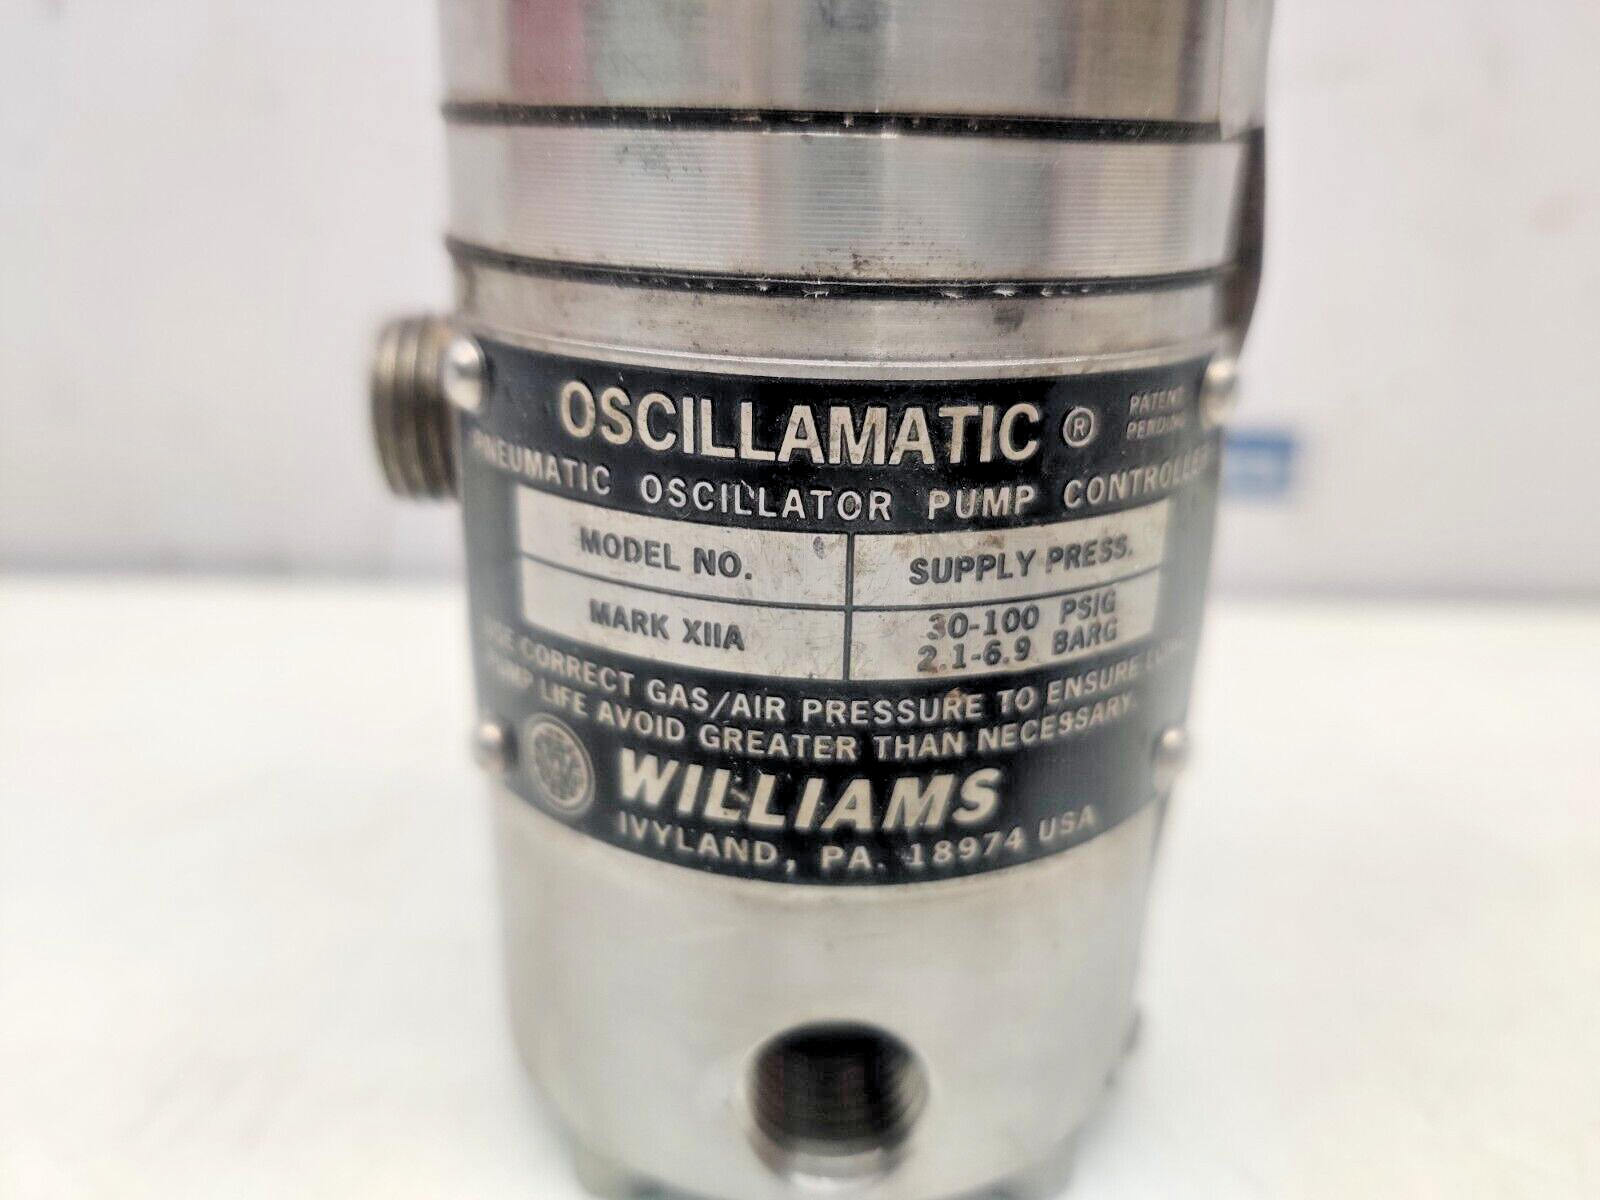 OSCILLAMATIC ®
PATENT
PENDING
PNEUMATIC OSCILLATOR PUMP CONTROLLER
MODEL NO. SUPPLY PRESS.
MARK XIIA 30-100 PSIG
2.1-6.9 BARG
USE CORRECT GAS/AIR PRESSURE TO ENSURE LONG
PUMP LIFE AVOID GREATER THAN NECESSARY.
WILLIAMS
IVYLAND, PA. 18974 USA